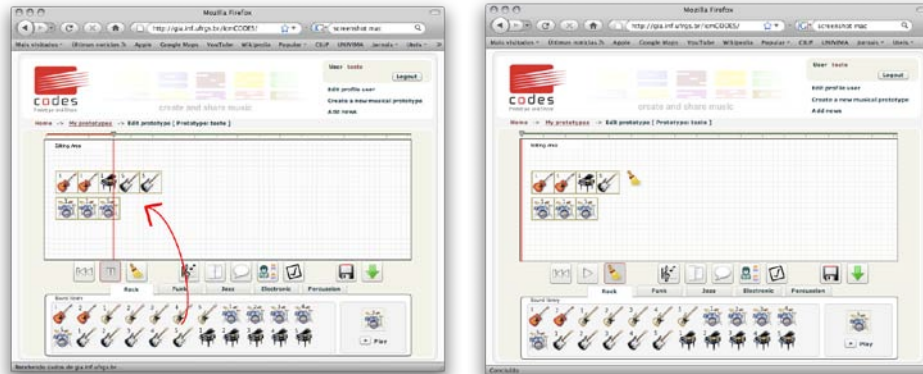 Mozilla Firefox
http://gia.inf.ufrgs.br/iomCODES/
screenshot mac
Mais visitados
Últimas notícias
Apple
Google Maps
YouTube
Wikipedia
Popular
User teste
Logout
Edit profile user
Create a new musical prototype
Add news
codes
create and share music
Home -> My prototypes -> Edit prototype [ Prototype: teste ]
Editing Area
Rock
Funk
Jazz
Electronic
Percussion
Sound library
Play
Mozilla Firefox
http://gia.inf.ufrgs.br/iomCODES/
screenshot mac
Mais visitados
Últimas notícias
Apple
Google Maps
YouTube
Wikipedia
Popular
User teste
Logout
Edit profile user
Create a new musical prototype
Add news
codes
create and share music
Home -> My prototypes -> Edit prototype [ Prototype: teste ]
Editing Area
Rock
Funk
Jazz
Electronic
Percussion
Sound library
Play
Concluído